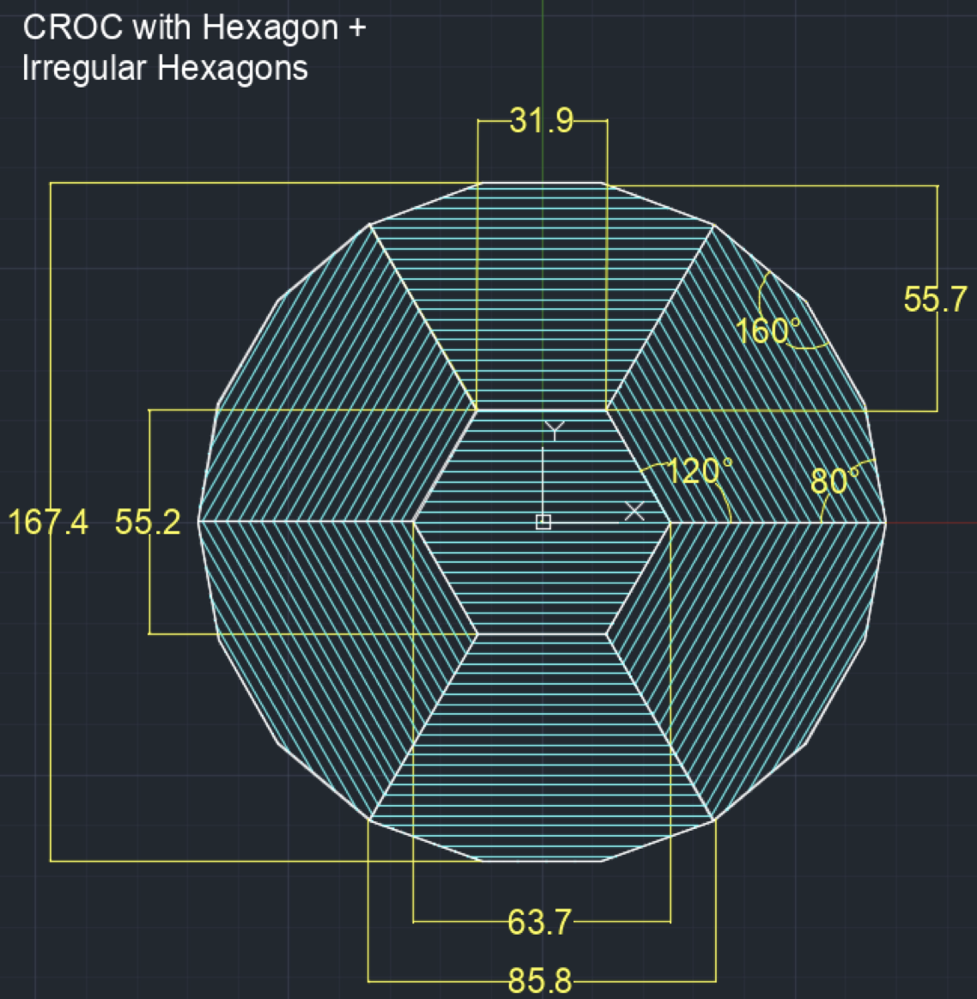 CROC with Hexagon +
Irregular Hexagons
31.9
55.7
160°
Y
120°
80°
X
167.4
55.2
63.7
85.8